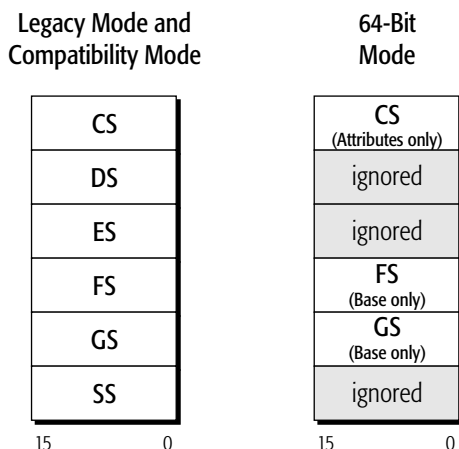 Legacy Mode and
Compatibility Mode
CS
DS
ES
FS
GS
SS
15 0
64-Bit
Mode
CS
(Attributes only)
ignored
ignored
FS
(Base only)
GS
(Base only)
ignored
15 0